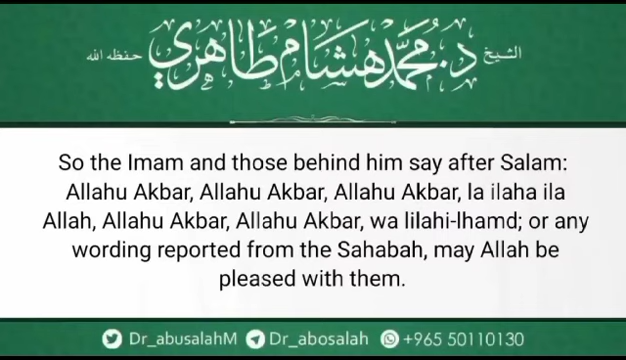 الشيخ د. محمد هشام طاهري حفظه الله
So the Imam and those behind him say after Salam:
Allahu Akbar, Allahu Akbar, Allahu Akbar, la ilaha ila
Allah, Allahu Akbar, Allahu Akbar, wa lilahi-lhamd; or any
wording reported from the Sahabah, may Allah be
pleased with them.
Dr_abusalahM Dr_abosalah +965 50110130